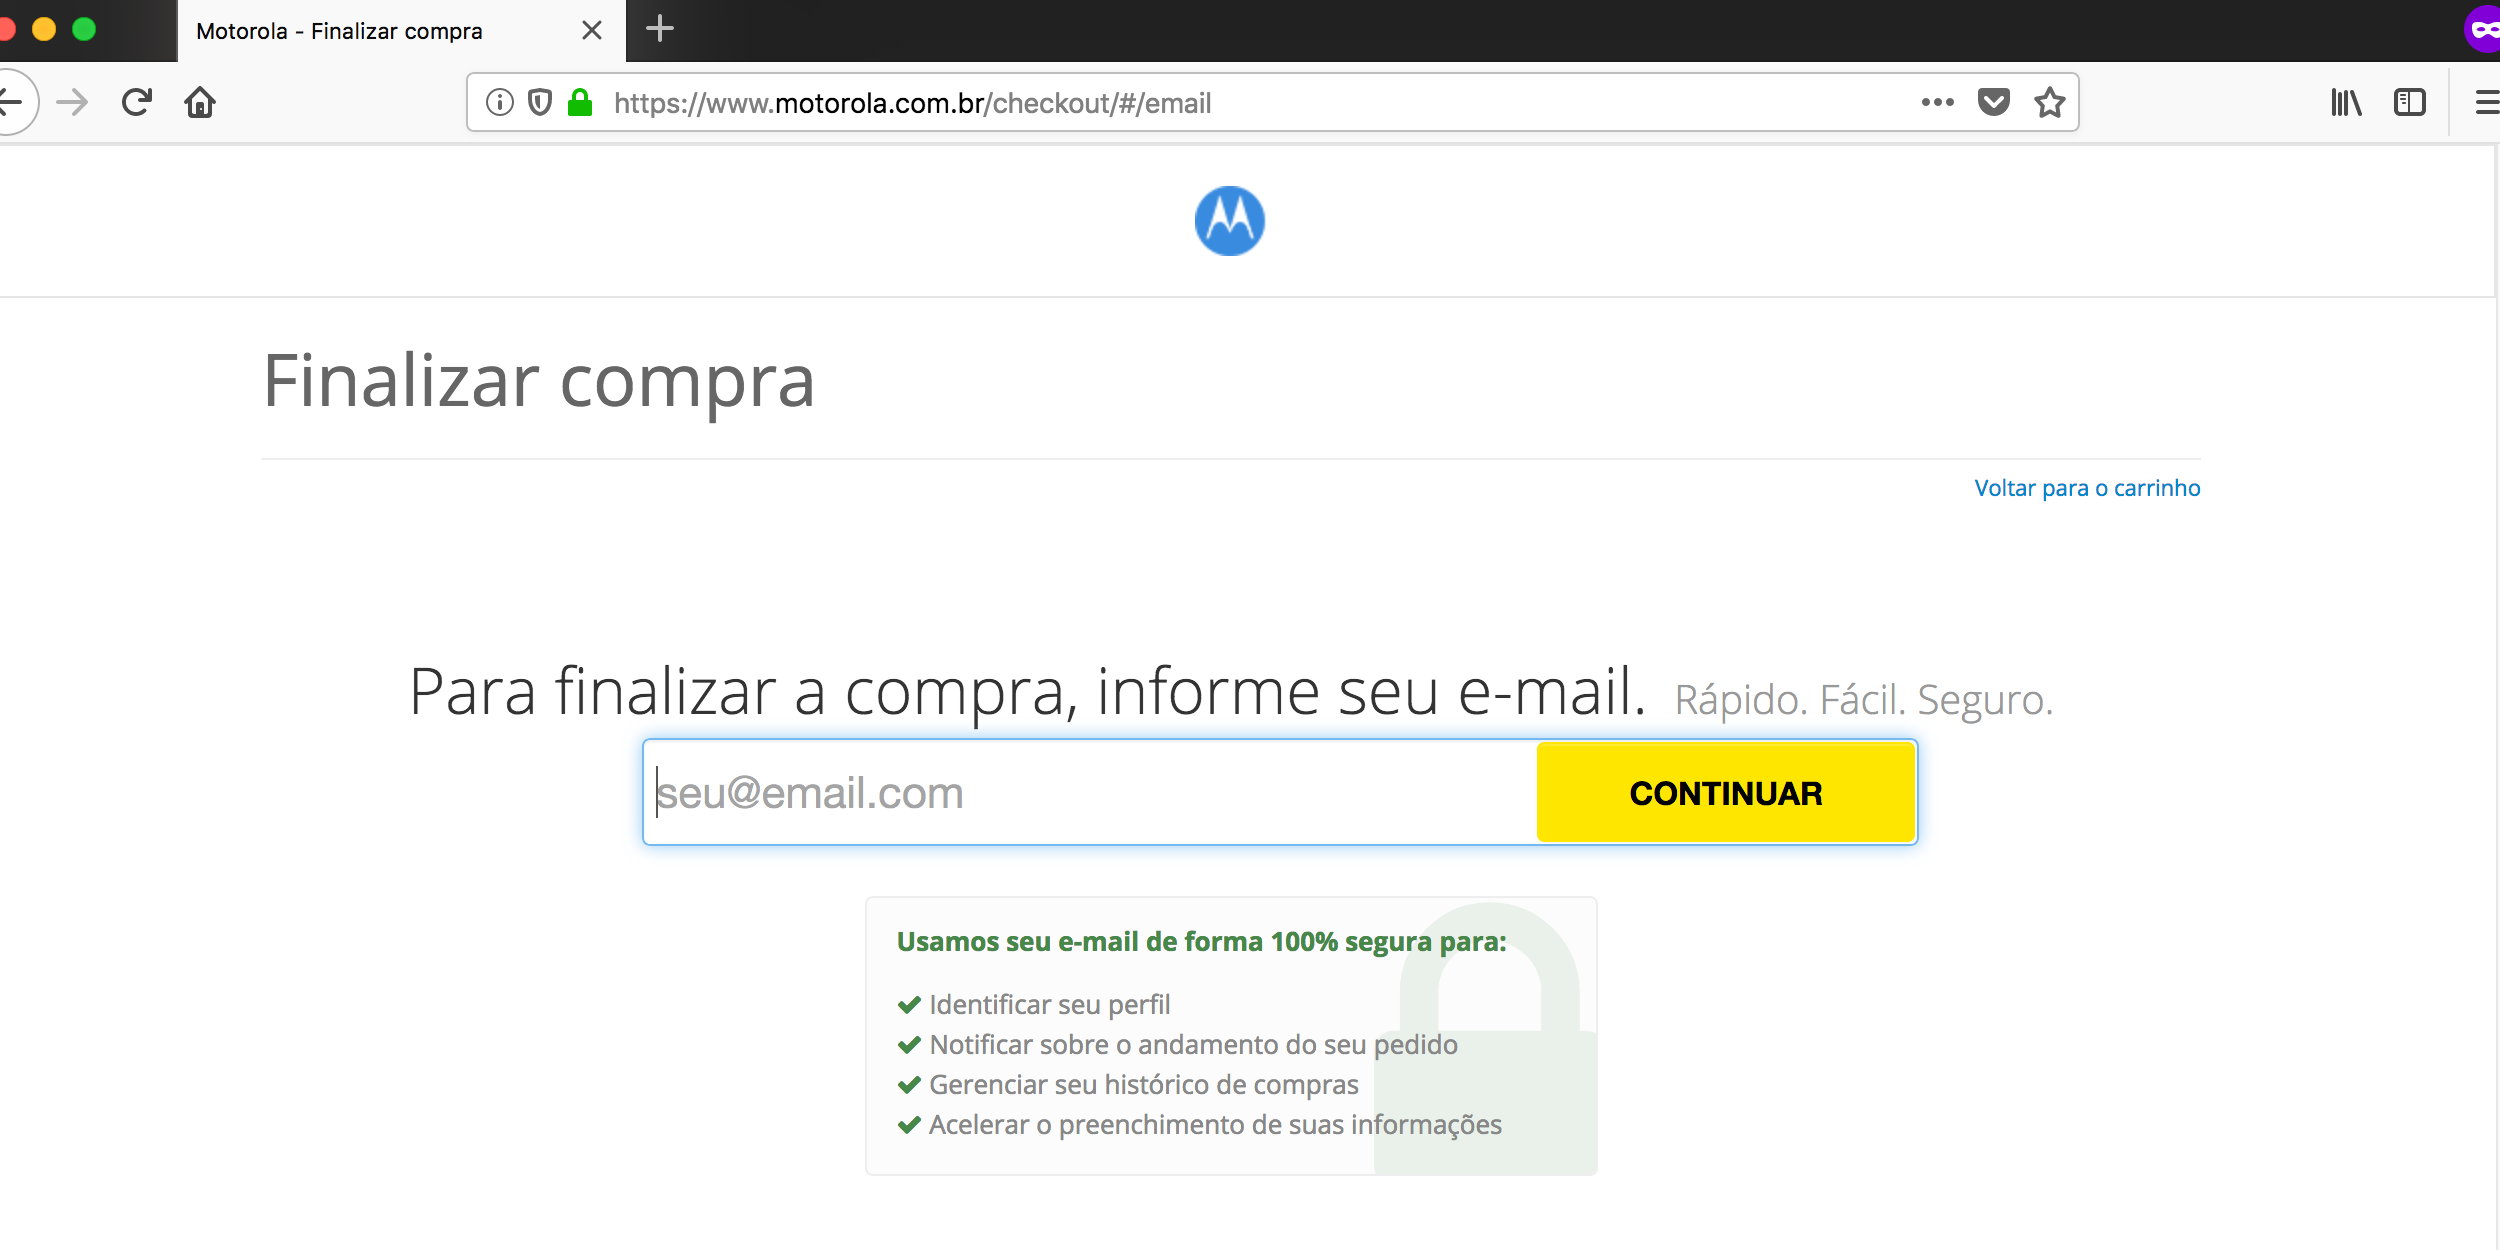 Motorola - Finalizar compra
https://www.motorola.com.br/checkout/#/email
Finalizar compra
Voltar para o carrinho
Para finalizar a compra, informe seu e-mail. Rápido. Fácil. Seguro.
seu@email.com CONTINUAR
Usamos seu e-mail de forma 100% segura para:
Identificar seu perfil
Notificar sobre o andamento do seu pedido
Gerenciar seu histórico de compras
Acelerar o preenchimento de suas informações